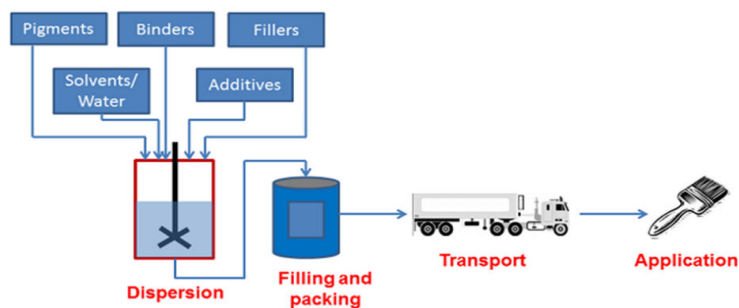 Pigments
Binders
Fillers
Solvents/
Water
Additives
Dispersion
Filling and
packing
Transport
Application